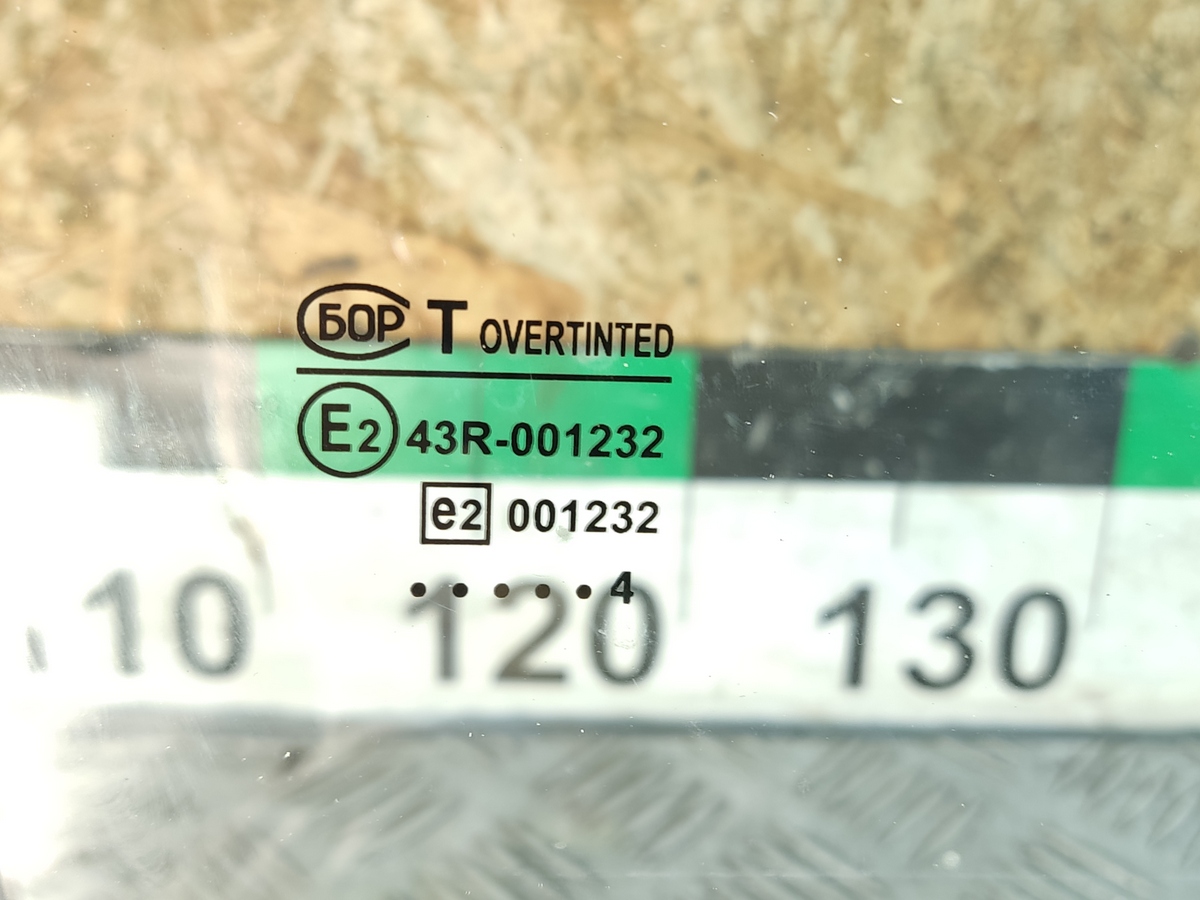 БОР T OVERTINTED
E2 43R-001232
e2 001232
• • • • • 4
10 120 130